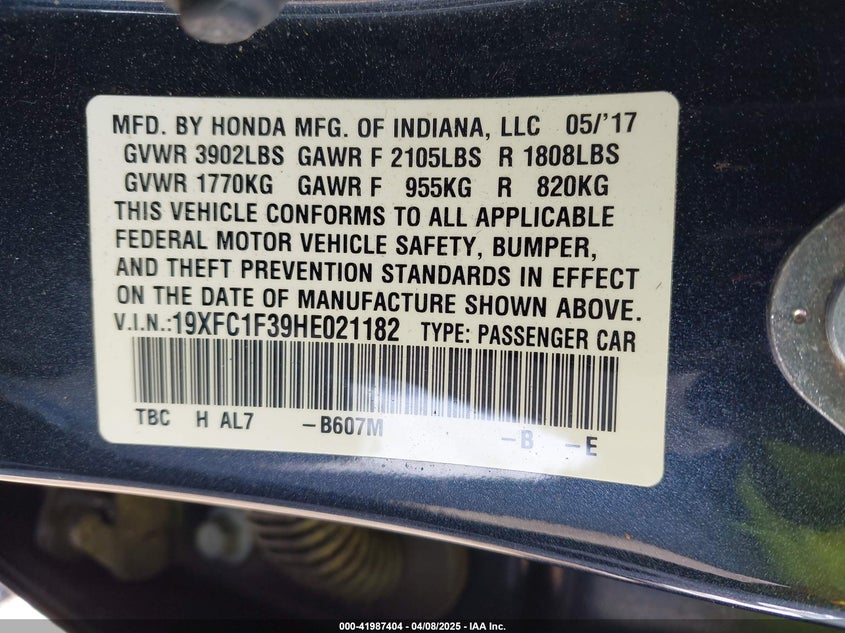 MFD. BY HONDA MFG. OF INDIANA, LLC 05/'17
GVWR 3902LBS GAWR F 2105LBS R 1808LBS
GVWR 1770KG GAWR F 955KG R 820KG
THIS VEHICLE CONFORMS TO ALL APPLICABLE
FEDERAL MOTOR VEHICLE SAFETY, BUMPER,
AND THEFT PREVENTION STANDARDS IN EFFECT
ON THE DATE OF MANUFACTURE SHOWN ABOVE.
V.I.N.:19XFC1F39HE021182 TYPE: PASSENGER CAR
TBC H AL7 -B607M -B -E
000-41987404 | 04/08/2025 - IAA Inc.